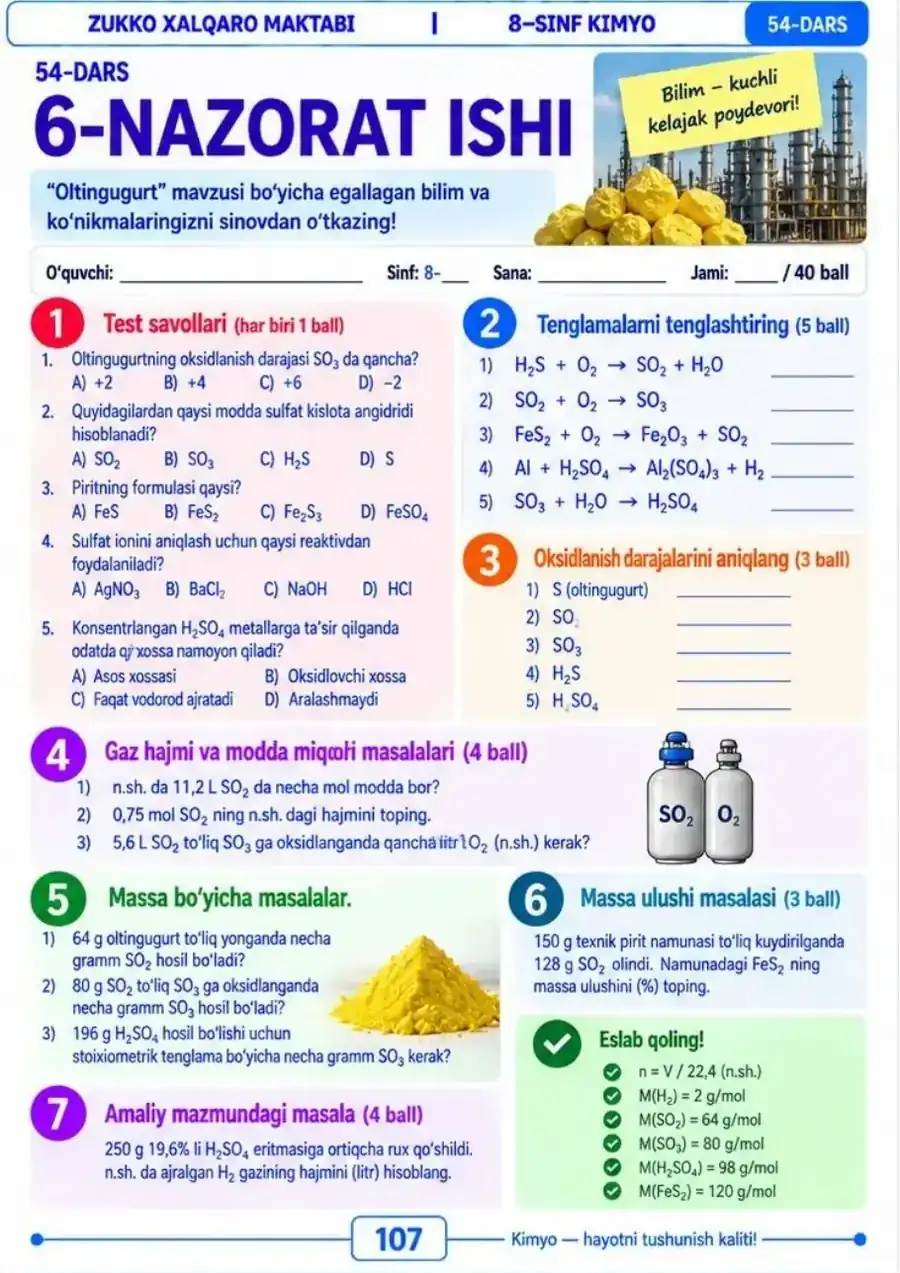 ZUKKO XALQARO MAKTABI | 8–SINF KIMYO 54-DARS
54-DARS
6-NAZORAT ISHI
Bilim – kuchli
kelajak poydevori!
“Oltingugurt” mavzusi bo‘yicha egallagan bilim va
ko‘nikmalaringizni sinovdan o‘tkazing!
O‘quvchi: ____ Sinf: 8-__ Sana: ____ Jami: ____ / 40 ball
1 Test savollari (har biri 1 ball)
1. Oltingugurtning oksidlanish darajasi SO₃ da qancha?
A) +2 B) +4 C) +6 D) –2
2. Quyidagilardan qaysi modda sulfat kislota angidridi
hisoblanadi?
A) SO₂ B) SO₃ C) H₂S D) S
3. Piritning formulasi qaysi?
A) FeS B) FeS₂ C) Fe₂S₃ D) FeSO₄
4. Sulfat ionini aniqlash uchun qaysi reaktivdan
foydalaniladi?
A) AgNO₃ B) BaCl₂ C) NaOH D) HCl
5. Konsentrlangan H₂SO₄ metallarga ta’sir qilganda
odatda xossa namoyon qiladi?
A) Asos xossasi B) Oksidlovchi xossa
C) Faqat vodorod ajratadi D) Aralashmaydi
2 Tenglamalarni tenglashtiring (5 ball)
1) H₂S + O₂ → SO₂ + H₂O ____
2) SO₂ + O₂ → SO₃ ____
3) FeS₂ + O₂ → Fe₂O₃ + SO₂ ____
4) Al + H₂SO₄ → Al₂(SO₄)₃ + H₂ ____
5) SO₃ + H₂O → H₂SO₄ ____
3 Oksidlanish darajalarini aniqlang (3 ball)
1) S (oltingugurt) ____
2) SO₂ ____
3) SO₃ ____
4) H₂S ____
5) H₂SO₄ ____
4 Gaz hajmi va modda masalalari (4 ball)
1) n.sh. da 11,2 L SO₂ da necha mol modda bor?
2) 0,75 mol SO₂ ning n.sh. dagi hajmini toping.
3) 5,6 L SO₂ to‘liq SO₃ ga oksidlanganda qancha O₂ (n.sh.) kerak?
SO₂ O₂
5 Massa bo‘yicha masalalar.
1) 64 g oltingugurt to‘liq yonganda necha
gramm SO₂ hosil bo‘ladi?
2) 80 g SO₂ to‘liq SO₃ ga oksidlanganda
necha gramm SO₃ hosil bo‘ladi?
3) 196 g H₂SO₄ hosil bo‘lishi uchun
stoixiometrik tenglama bo‘yicha necha gramm SO₃ kerak?
6 Massa ulushi masalasi (3 ball)
150 g texnik pirit namunasi to‘liq kuydirilganda
128 g SO₂ olindi. Namunadagi FeS₂ ning
massa ulushini (%) toping.
Eslab qoling!
n = V / 22,4 (n.sh.)
M(H₂) = 2 g/mol
M(SO₂) = 64 g/mol
M(SO₃) = 80 g/mol
M(H₂SO₄) = 98 g/mol
M(FeS₂) = 120 g/mol
7 Amaliy mazmundagi masala (4 ball)
250 g 19,6% li H₂SO₄ eritmasiga ortiqcha rux qo‘shildi.
n.sh. da ajralgan H₂ gazining hajmini (litr) hisoblang.
107
Kimyo — hayotni tushunish kaliti!